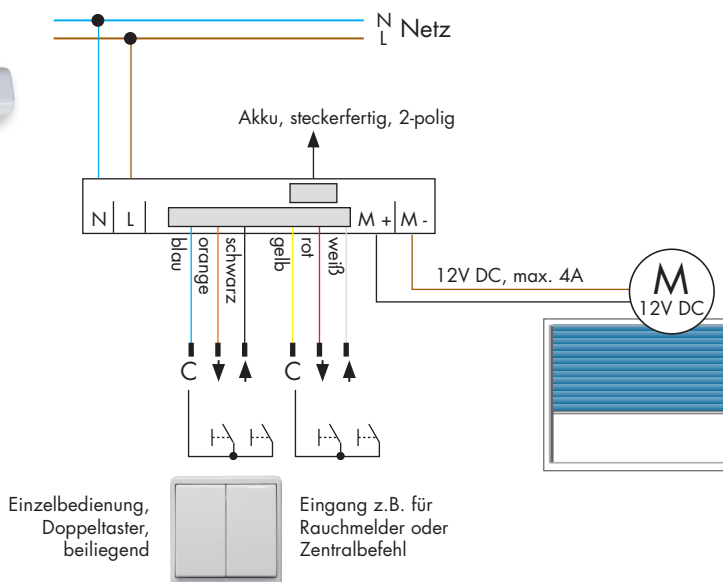 N
L
Netz
Akku, steckerfertig, 2-polig
N
L
M +
M -
blau
orange
schwarz
gelb
rot
weiß
12V DC, max. 4A
M
12V DC
C
C
Einzelbedienung,
Doppeltaster,
beiliegend
Eingang z.B. für
Rauchmelder oder
Zentralbefehl